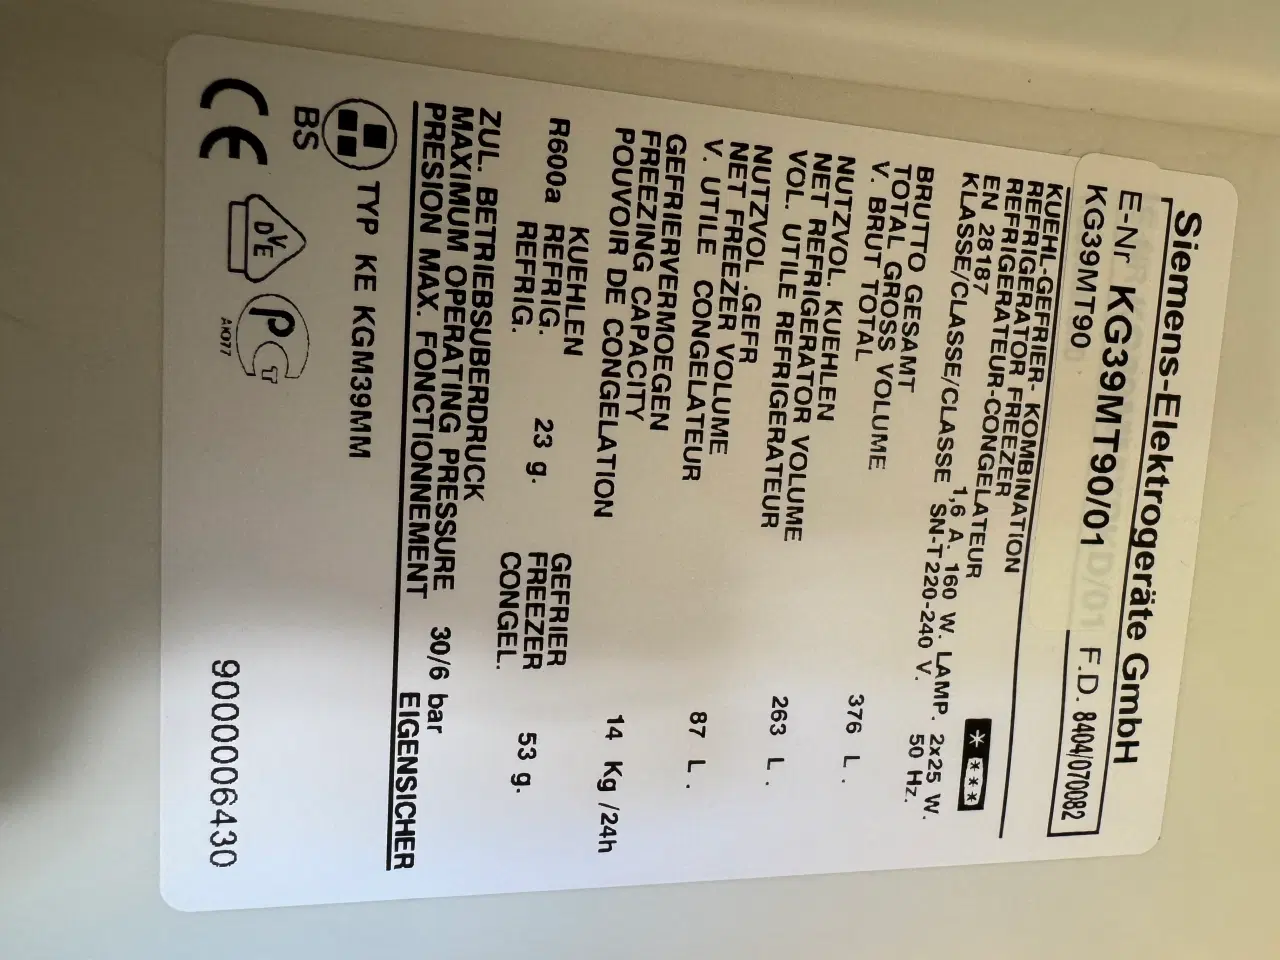 Siemens-Elektrogeräte GmbH
E-Nr KG39MT90/01 F.D. 8404/070082
KG39MT90
KUEHL-GEFRIER- KOMBINATION
REFRIGERATOR FREEZER
REFRIGERATEUR-CONGELATEUR
EN 28187 1,6 A. 160 W. LAMP. 2x25 W.
KLASSE/CLASSE/CLASSE SN-T 220-240 V. 50 Hz.
BRUTTO GESAMT
TOTAL GROSS VOLUME
V. BRUT TOTAL 376 L.
NUTZVOL. KUEHLEN
NET REFRIGERATOR VOLUME
VOL. UTILE REFRIGERATEUR 263 L.
NUTZVOL .GEFR
NET FREEZER VOLUME
V. UTILE CONGELATEUR 87 L.
GEFRIERVERMOEGEN
FREEZING CAPACITY
POUVOIR DE CONGELATION 14 Kg/24h
KUEHLEN GEFRIER
R600a REFRIG. 23 g. FREEZER 53 g.
REFRIG. CONGEL.
ZUL. BETRIEBSUBERDRUCK
MAXIMUM OPERATING PRESSURE 30/6 bar
PRESION MAX. FONCTIONNEMENT EIGENSICHER
TYP KE KGM39MM
BS
CE DVE PCT
АЮ77
9000006430